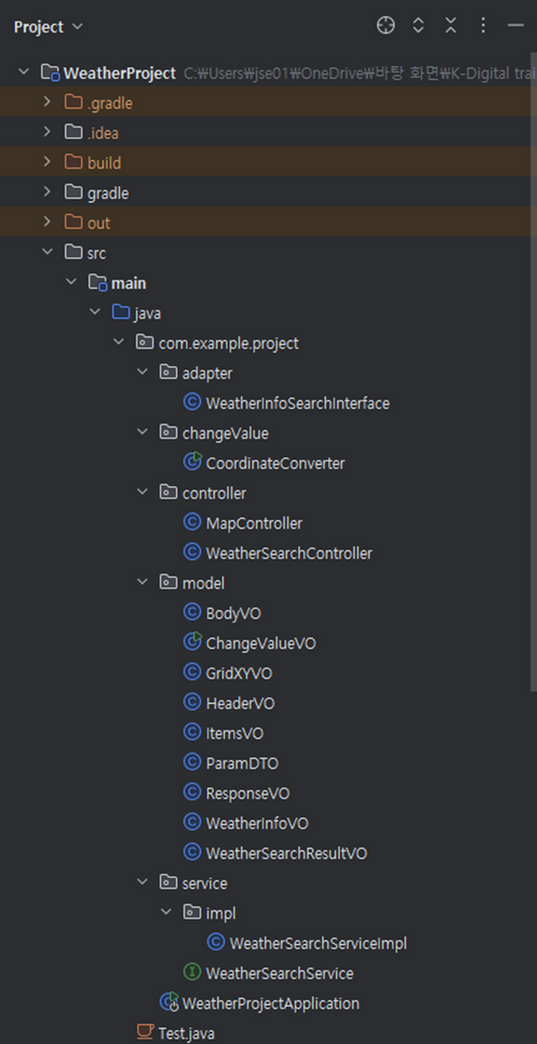 Project
WeatherProject C:₩Users₩jse01₩OneDrive₩바탕 화면₩K-Digital trai
.gradle
.idea
build
gradle
out
src
main
java
com.example.project
adapter
WeatherInfoSearchInterface
changeValue
CoordinateConverter
controller
MapController
WeatherSearchController
model
BodyVO
ChangeValueVO
GridXYVO
HeaderVO
ItemsVO
ParamDTO
ResponseVO
WeatherInfoVO
WeatherSearchResultVO
service
impl
WeatherSearchServiceImpl
WeatherSearchService
WeatherProjectApplication
Test.java